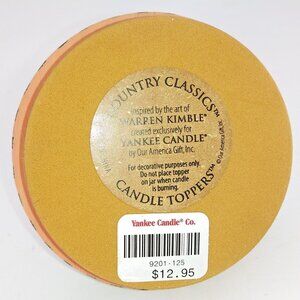 COUNTRY CLASSICS™
inspired by the art of
WARREN KIMBLE®
created exclusively for
YANKEE CANDLE®
by Our America Gift, Inc.
For decorative purposes only.
Do not place topper
on jar when candle
is burning.
CANDLE TOPPERS™
Yankee Candle® Co.
9201-125
$12.95